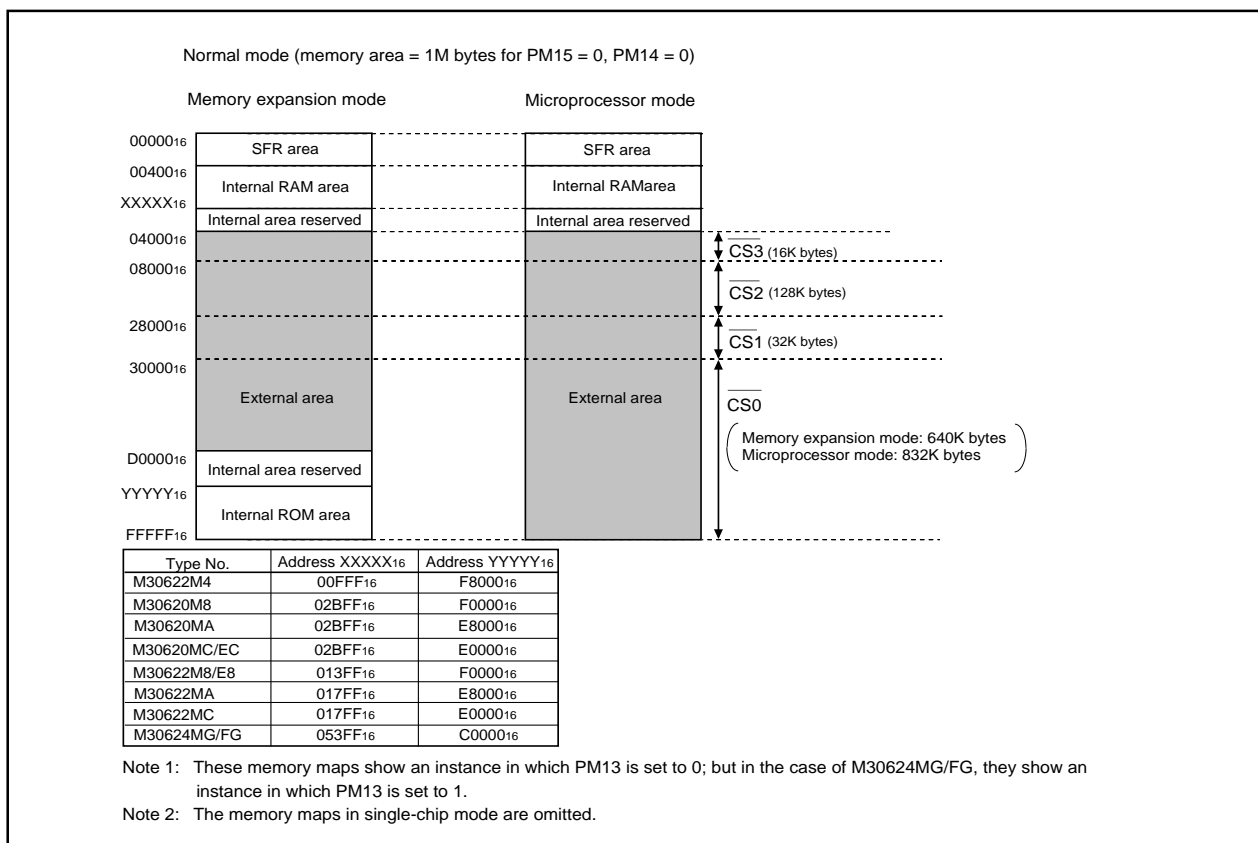 Normal mode (memory area = 1M bytes for PM15 = 0, PM14 = 0)
Memory expansion mode
Microprocessor mode
0000016
SFR area
SFR area
0040016
Internal RAM area
Internal RAMarea
XXXXX16
Internal area reserved
Internal area reserved
0400016
CS3 (16K bytes)
0800016
CS2 (128K bytes)
2800016
CS1 (32K bytes)
3000016
External area
External area
CS0
Memory expansion mode: 640K bytes
Microprocessor mode: 832K bytes
D000016
Internal area reserved
YYYYY16
Internal ROM area
FFFFF16
Type No. Address XXXXX16 Address YYYYY16
M30622M4 00FFF16 F800016
M30620M8 02BFF16 F000016
M30620MA 02BFF16 E800016
M30620MC/EC 02BFF16 E000016
M30622M8/E8 013FF16 F000016
M30622MA 017FF16 E800016
M30622MC 017FF16 E000016
M30624MG/FG 053FF16 C000016
Note 1: These memory maps show an instance in which PM13 is set to 0; but in the case of M30624MG/FG, they show an
instance in which PM13 is set to 1.
Note 2: The memory maps in single-chip mode are omitted.